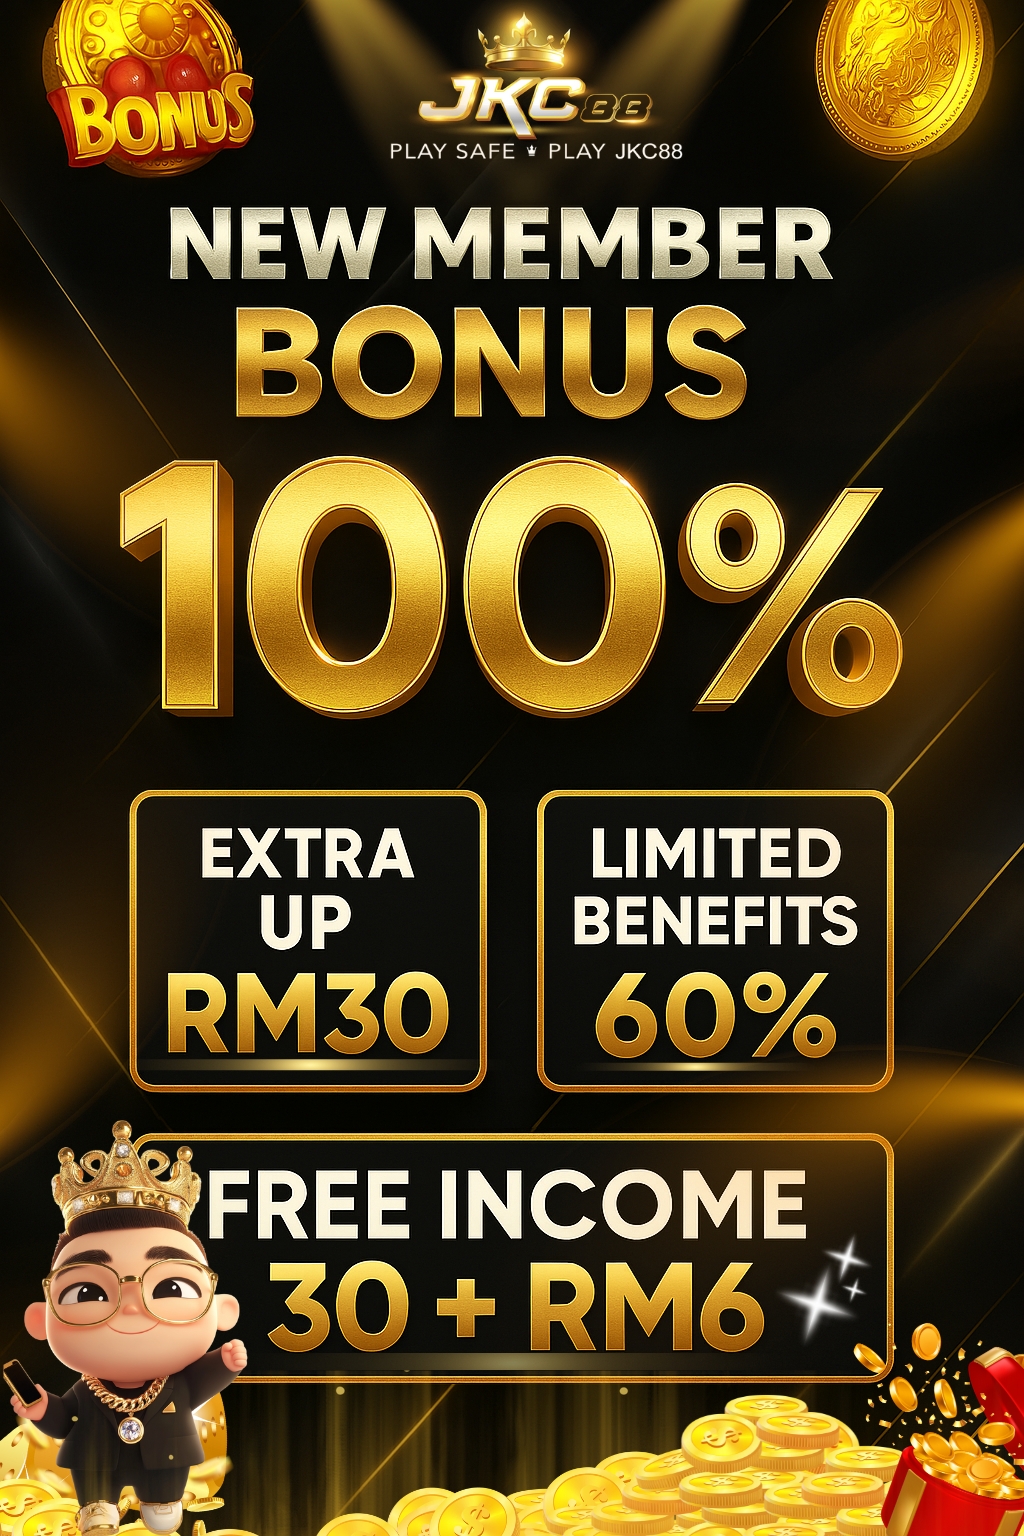 BONUS
JKC88
PLAY SAFE PLAY JKC88
NEW MEMBER
BONUS
100%
EXTRA
UP
RM30
LIMITED
BENEFITS
60%
FREE INCOME
30 + RM6